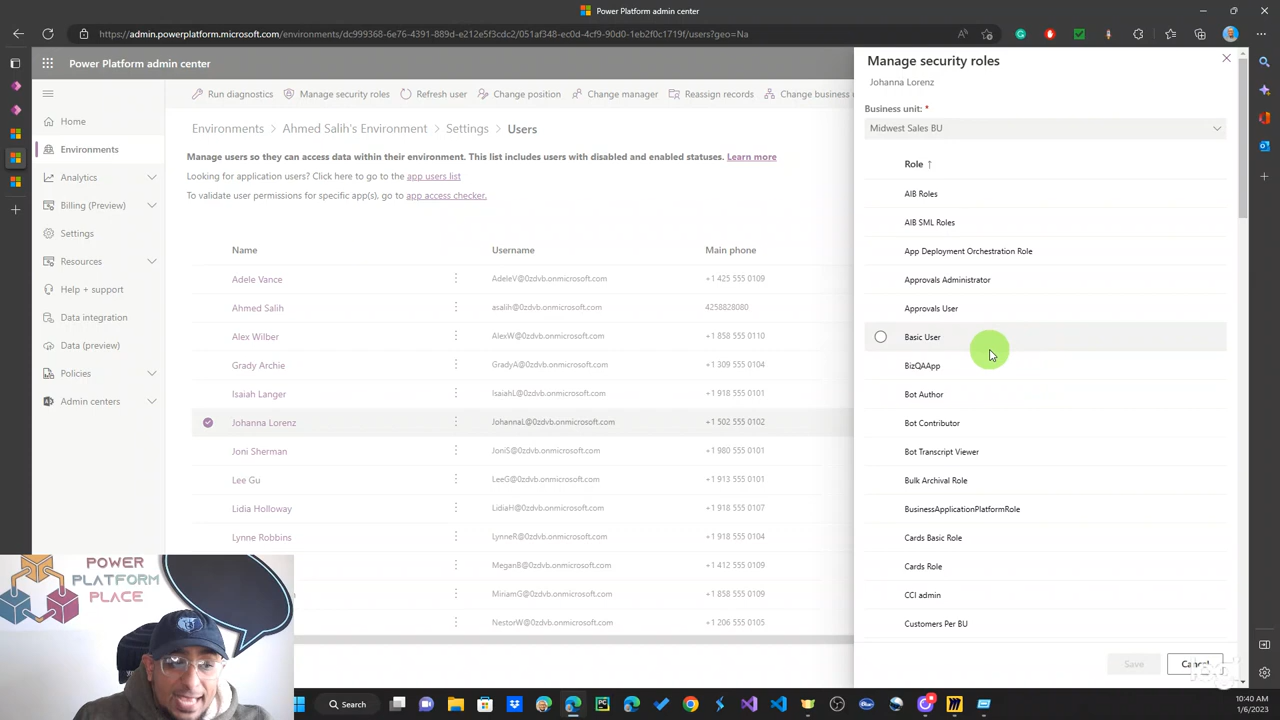 Power Platform admin center
https://admin.powerplatform.microsoft.com/environments/dc999368-6e76-4391-889d-e212e5f3cdc2/051af348-ec0d-4cf9-90d0-1eb2f0c1719f/users?geo=Na
Power Platform admin center
Run diagnostics
Manage security roles
Refresh user
Change position
Change manager
Reassign records
Change business
Home
Environments
Analytics
Billing (Preview)
Settings
Resources
Help + support
Data integration
Data (preview)
Policies
Admin centers
Environments > Ahmed Salih's Environment > Settings > Users
Manage users so they can access data within their environment. This list includes users with disabled and enabled statuses. Learn more
Looking for application users? Click here to go to the app users list
To validate user permissions for specific app(s), go to app access checker.
Name Username Main phone
Adele Vance AdeleV@0zdvb.onmicrosoft.com +1 425 555 0109
Ahmed Salih asalih@0zdvb.onmicrosoft.com 4258828080
Alex Wilber AlexW@0zdvb.onmicrosoft.com +1 858 555 0110
Grady Archie GradyA@0zdvb.onmicrosoft.com +1 309 555 0104
Isaiah Langer IsaiahL@0zdvb.onmicrosoft.com +1 918 555 0101
Johanna Lorenz JohannaL@0zdvb.onmicrosoft.com +1 502 555 0102
Joni Sherman JoniS@0zdvb.onmicrosoft.com +1 980 555 0101
Lee Gu LeeG@0zdvb.onmicrosoft.com +1 913 555 0101
Lidia Holloway LidiaH@0zdvb.onmicrosoft.com +1 918 555 0107
Lynne Robbins LynneR@0zdvb.onmicrosoft.com +1 918 555 0104
MeganB@0zdvb.onmicrosoft.com +1 412 555 0109
MiriamG@0zdvb.onmicrosoft.com +1 858 555 0109
NestorW@0zdvb.onmicrosoft.com +1 206 555 0105
Manage security roles
Johanna Lorenz
Business unit: *
Midwest Sales BU
Role ↑
AIB Roles
AIB SML Roles
App Deployment Orchestration Role
Approvals Administrator
Approvals User
Basic User
BizQAApp
Bot Author
Bot Contributor
Bot Transcript Viewer
Bulk Archival Role
BusinessApplicationPlatformRole
Cards Basic Role
Cards Role
CCI admin
Customers Per BU
Save
POWER
PLATFORM
PLACE
Search
10:40 AM
1/6/2023